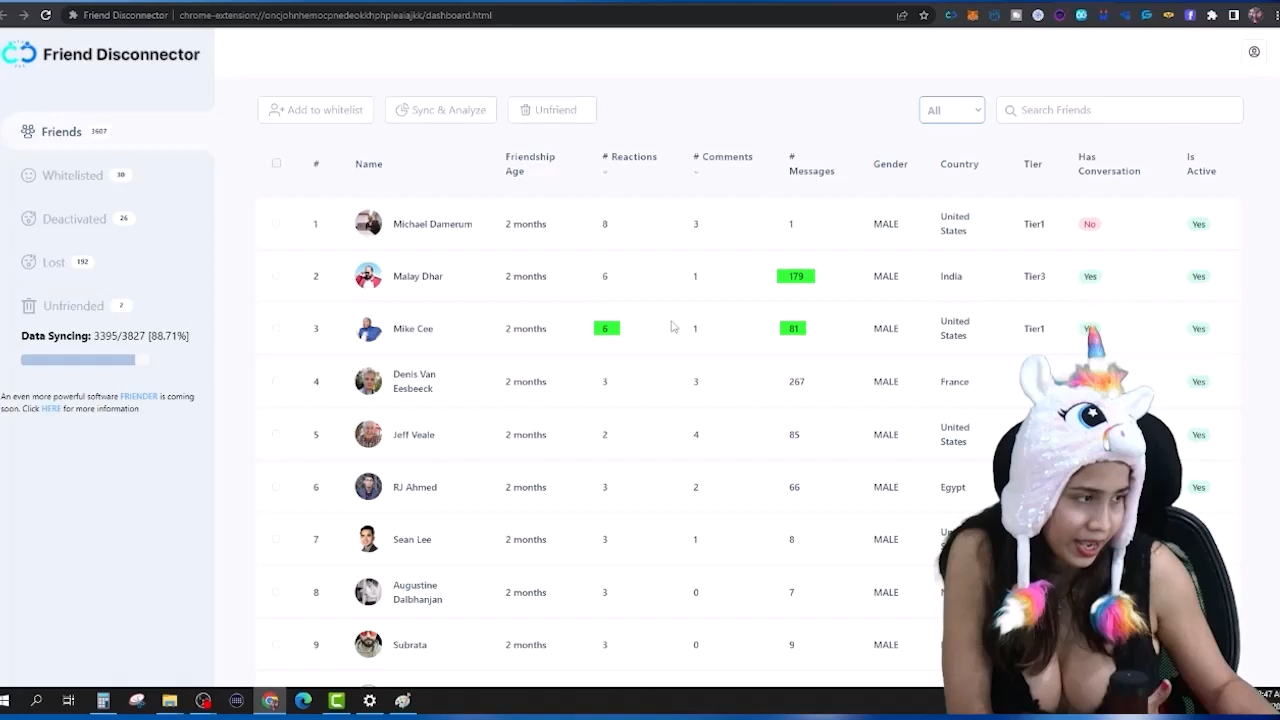 Friend Disconnector | chrome-extension://oncjohnhemocpnedeokhphpleaiajkk/dashboard.html
Friend Disconnector
Add to whitelist Sync & Analyze Unfriend All Search Friends
Friends 3607
Whitelisted 30
Deactivated 26
Lost 192
Unfriended 2
Data Syncing: 3395/3827 [88.71%]
An even more powerful software FRIENDER is coming
soon. Click HERE for more information
# Name Friendship Age # Reactions # Comments # Messages Gender Country Tier Has Conversation Is Active
1 Michael Damerum 2 months 8 3 1 MALE United States Tier1 No Yes
2 Malay Dhar 2 months 6 1 179 MALE India Tier3 Yes Yes
3 Mike Cee 2 months 6 1 81 MALE United States Tier1 Yes
4 Denis Van Eesbeeck 2 months 3 3 267 MALE France Yes
5 Jeff Veale 2 months 2 4 85 MALE United States Yes
6 RJ Ahmed 2 months 3 2 66 MALE Egypt Yes
7 Sean Lee 2 months 3 1 8 MALE
8 Augustine Dalbhanjan 2 months 3 0 7 MALE
9 Subrata 2 months 3 0 9 MALE